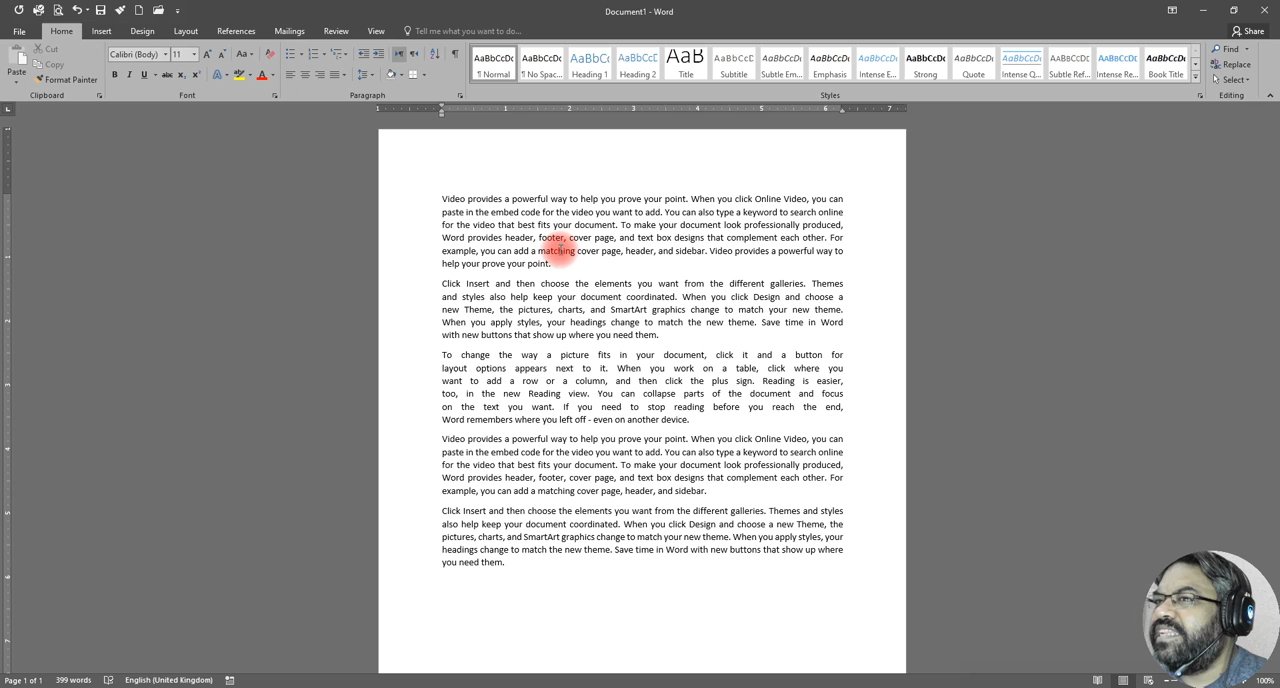 Document1 - Word
File Home Insert Design Layout References Mailings Review View Tell me what you want to do... Share
Paste Cut Copy Format Painter
Calibri (Body) 11
AaBbCcDc AaBbCcDc AaBbCc AaBbCcE AaB AaBbCcD AaBbCcDt AaBbCcDt AaBbCcDt AaBbCcDc AaBbCcDt AaBbCcDt AaBbCcDc AaBbCcDt AaBbCcDt
¶ Normal ¶ No Spac... Heading 1 Heading 2 Title Subtitle Subtle Em... Emphasis Intense E... Strong Quote Intense Q... Subtle Ref... Intense Re... Book Title
Find Replace Select
Clipboard Font Paragraph Styles Editing
1 1 2 3 4 5 6 7
Video provides a powerful way to help you prove your point. When you click Online Video, you can
paste in the embed code for the video you want to add. You can also type a keyword to search online
for the video that best fits your document. To make your document look professionally produced,
Word provides header, footer, cover page, and text box designs that complement each other. For
example, you can add a matching cover page, header, and sidebar. Video provides a powerful way to
help your prove your point.
Click Insert and then choose the elements you want from the different galleries. Themes
and styles also help keep your document coordinated. When you click Design and choose a
new Theme, the pictures, charts, and SmartArt graphics change to match your new theme.
When you apply styles, your headings change to match the new theme. Save time in Word
with new buttons that show up where you need them.
To change the way a picture fits in your document, click it and a button for
layout options appears next to it. When you work on a table, click where you
want to add a row or a column, and then click the plus sign. Reading is easier,
too, in the new Reading view. You can collapse parts of the document and focus
on the text you want. If you need to stop reading before you reach the end,
Word remembers where you left off - even on another device.
Video provides a powerful way to help you prove your point. When you click Online Video, you can
paste in the embed code for the video you want to add. You can also type a keyword to search online
for the video that best fits your document. To make your document look professionally produced,
Word provides header, footer, cover page, and text box designs that complement each other. For
example, you can add a matching cover page, header, and sidebar.
Click Insert and then choose the elements you want from the different galleries. Themes and styles
also help keep your document coordinated. When you click Design and choose a new Theme, the
pictures, charts, and SmartArt graphics change to match your new theme. When you apply styles, your
headings change to match the new theme. Save time in Word with new buttons that show up where
you need them.
Page 1 of 1 399 words English (United Kingdom) 100%